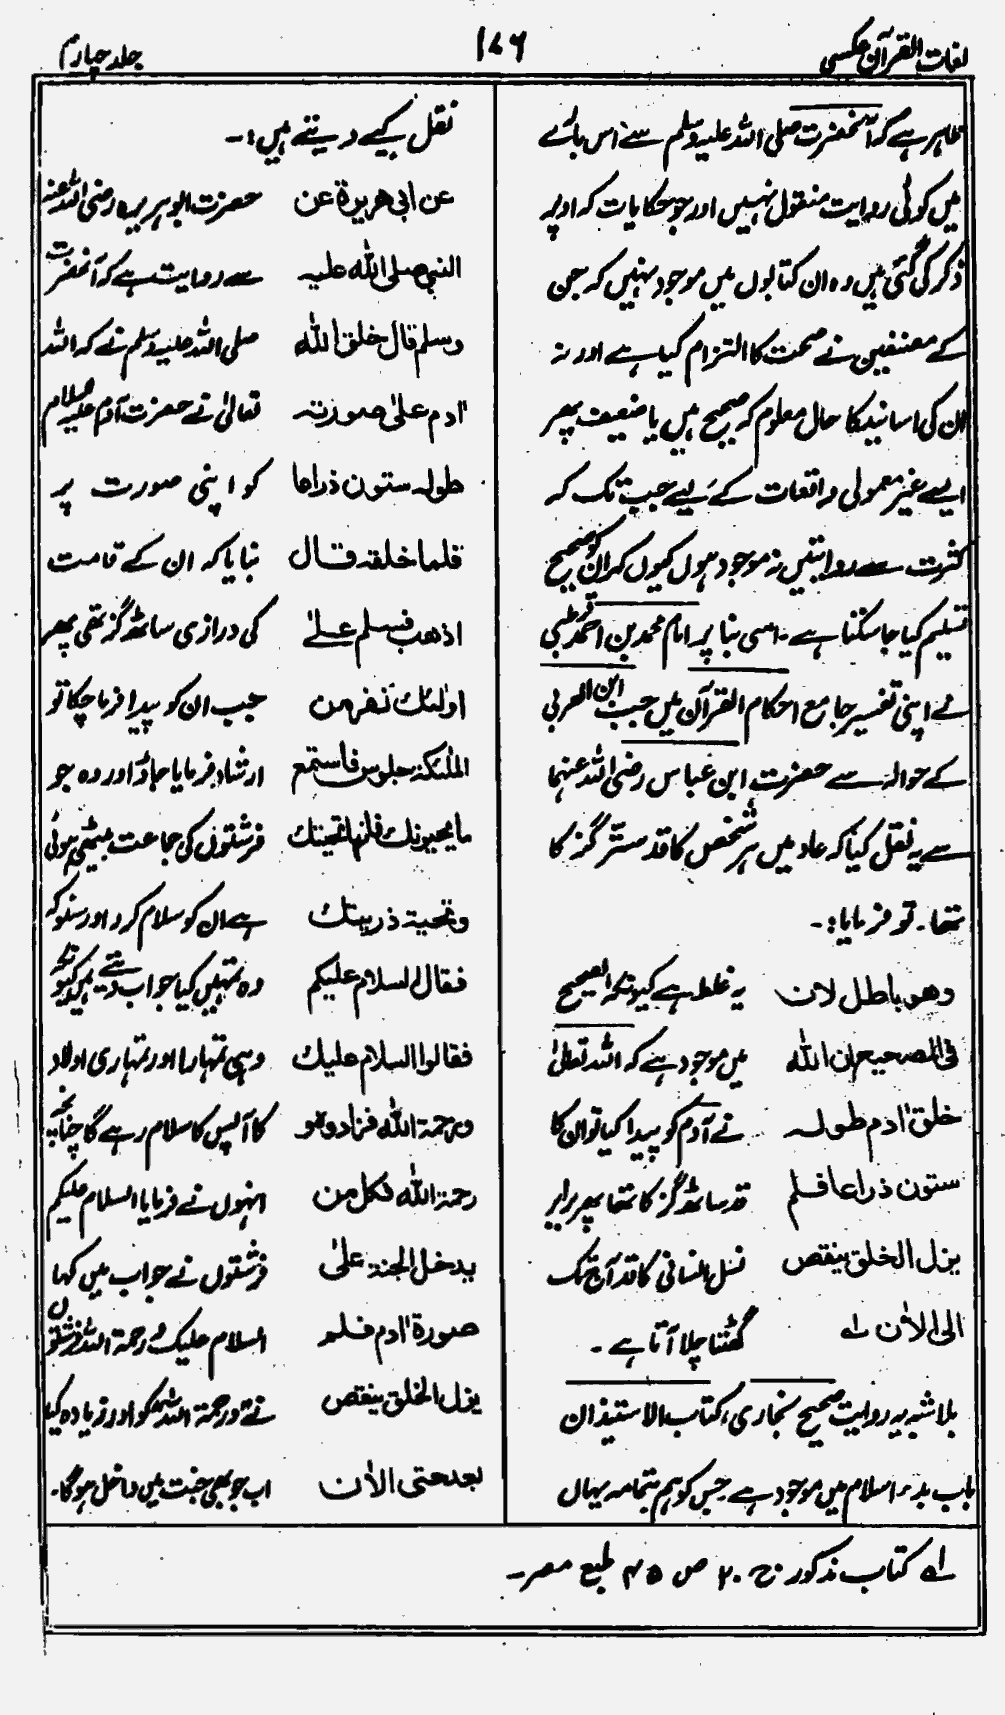 لغات القرآن عکسی
۱۷۶
جلد چہارم
ظاہر ہے کہ آنحضرت صلی اللہ علیہ وسلم سے اس بارے
میں کوئی روایت منقول نہیں اور جو حکایات کہ اوپر
ذکر کی گئی ہیں وہ ان کتابوں میں موجود نہیں کہ جن
کے مصنفین نے صحت کا التزام کیا ہے اور نہ
ان کی اسانید کا حال معلوم کہ صحیح ہیں یا ضعیف پھر
ایسے غیر معمولی واقعات کے لیے جب تک کہ
کثرت سے روایتیں نہ موجود ہوں کیوں کر ان کو صحیح
تسلیم کیا جا سکتا ہے۔ اسی بنا پر امام محمد بن احمد قرطبی
نے اپنی تفسیر جامع احکام القرآن میں جب ابن العربی
کے حوالہ سے حضرت ابن عباس رضی اللہ عنہما
سے یہ نقل کیا کہ عاد میں ہر شخص کا قد ستّر گز کا
تھا۔ تو فرمایا:۔
وھو باطل لان یہ غلط ہے کیونکہ الصحیح
فی الصحیح ان اللہ میں موجود ہے کہ اللہ تعالیٰ
خلق اٰدم طولہ نے آدم کو پیدا کیا تو ان کا
ستون ذراعا فلم قد ساٹھ گز کا تھا پھر برابر
یزل الخلق ینقص نسل انسانی کا قد آج تک
الی الاٰن لہ گھٹتا چلا آتا ہے۔
بلا شبہ یہ روایت صحیح بخاری، کتاب الاستیذان
باب بدء اسلام میں موجود ہے جس کو ہم بتمامہ یہاں
نقل کیے دیتے ہیں:۔
عن ابی ھریرۃ عن حضرت ابو ہریرہ رضی اللہ عنہ
النبی صلی اللہ علیہ سے روایت ہے کہ آنحضرت
وسلم قال خلق اللہ صلی اللہ علیہ وسلم نے کہ اللہ
اٰدم علیٰ صورتہ تعالیٰ نے حضرت آدم علیہ السلام
طولہ ستون ذراعا کو اپنی صورت پر
فلما خلقہ قال بنایا کہ ان کے قامت
اذھب فسلم علیٰ کی درازی ساٹھ گز تھی پھر
اولٰئک نفر من جب ان کو پیدا فرما چکا تو
الملٰئکۃ جلوس فاستمع ارشاد فرمایا جاؤ اور وہ جو
ما یحیونک فانھا تحیتک فرشتوں کی جماعت بیٹھی ہوئی
وتحیۃ ذریتک ہے ان کو سلام کرو اور سنو کہ
فقال السلام علیکم وہ تمہیں کیا جواب دیتے ہیں کیونکہ
فقالوا السلام علیک وہی تمہارا اور تمہاری اولاد
ورحمۃ اللہ فزادوہ کا آپس کا سلام رہے گا چنانچہ
رحمۃ اللہ فکل من انہوں نے فرمایا السلام علیکم
یدخل الجنۃ علیٰ فرشتوں نے جواب میں کہا
صورۃ اٰدم فلم السلام علیک و رحمۃ اللہ فرشتوں
یزل الخلق ینقص نے ورحمۃ اللہ کو اور زیادہ کیا
بعد حتی الاٰن اب جو بھی جنت میں داخل ہوگا۔
لہ کتاب مذکور ج ۲۰ ص ۴۵ طبع مصر۔